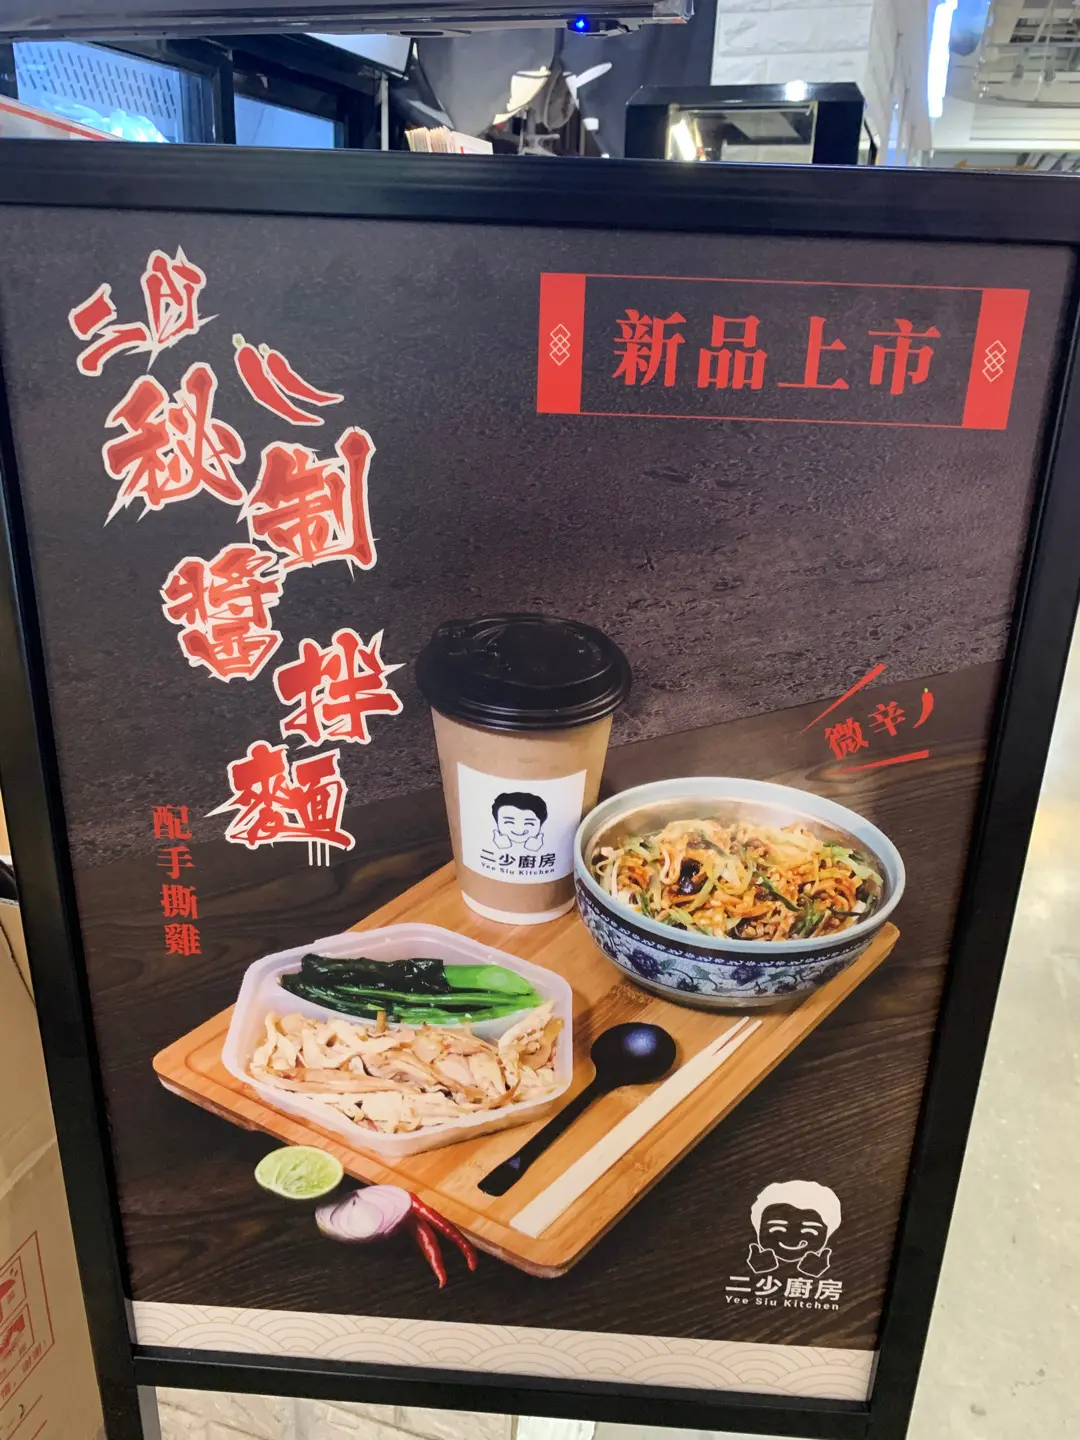 新品上市
二少
秘制醬拌麵
配手撕雞
微辛
二少廚房
Yee Siu Kitchen
二少廚房
Yee Siu Kitchen